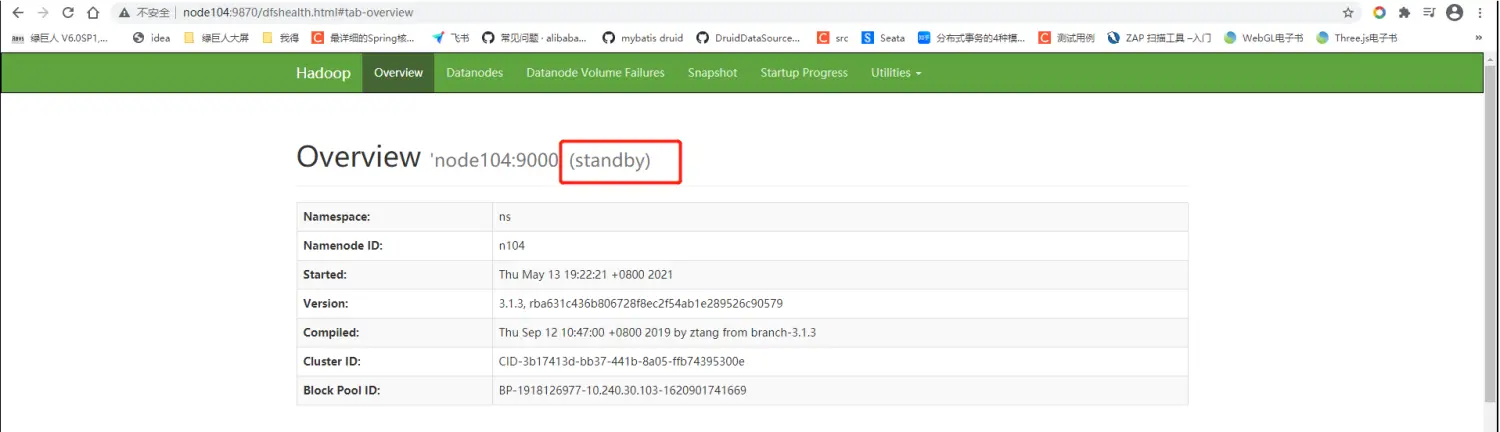 不安全 node104:9870/dfshealth.html#tab-overview
绿巨人 V6.0SP1,... idea 绿巨人大屏 我得 最详细的Spring核... 飞书 常见问题 · alibaba... mybatis druid DruidDataSource... src Seata 分布式事务的4种模... 测试用例 ZAP 扫描工具 –入门 WebGL电子书 Three.js电子书 »
Hadoop Overview Datanodes Datanode Volume Failures Snapshot Startup Progress Utilities
Overview 'node104:9000 (standby)
Namespace: ns
Namenode ID: n104
Started: Thu May 13 19:22:21 +0800 2021
Version: 3.1.3, rba631c436b806728f8ec2f54ab1e289526c90579
Compiled: Thu Sep 12 10:47:00 +0800 2019 by ztang from branch-3.1.3
Cluster ID: CID-3b17413d-bb37-441b-8a05-ffb74395300e
Block Pool ID: BP-1918126977-10.240.30.103-1620901741669